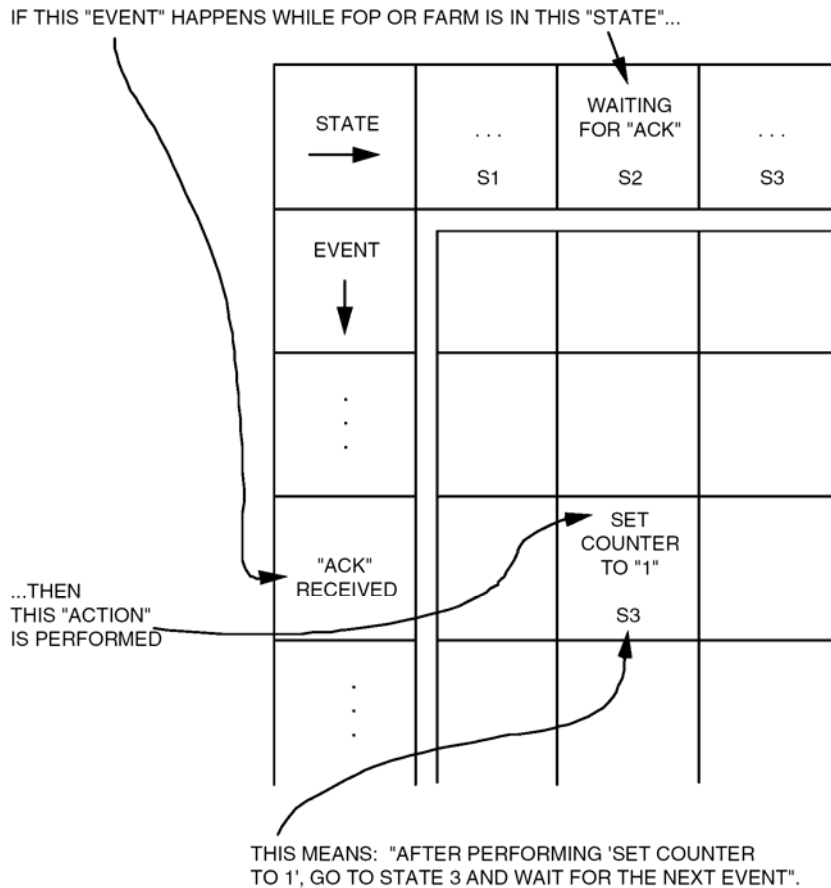 IF THIS "EVENT" HAPPENS WHILE FOP OR FARM IS IN THIS "STATE"...
STATE
. . .
S1
WAITING
FOR "ACK"
S2
. . .
S3
EVENT
.
.
.
"ACK"
RECEIVED
SET
COUNTER
TO "1"
S3
...THEN
THIS "ACTION"
IS PERFORMED
.
.
.
THIS MEANS: "AFTER PERFORMING 'SET COUNTER
TO 1', GO TO STATE 3 AND WAIT FOR THE NEXT EVENT".